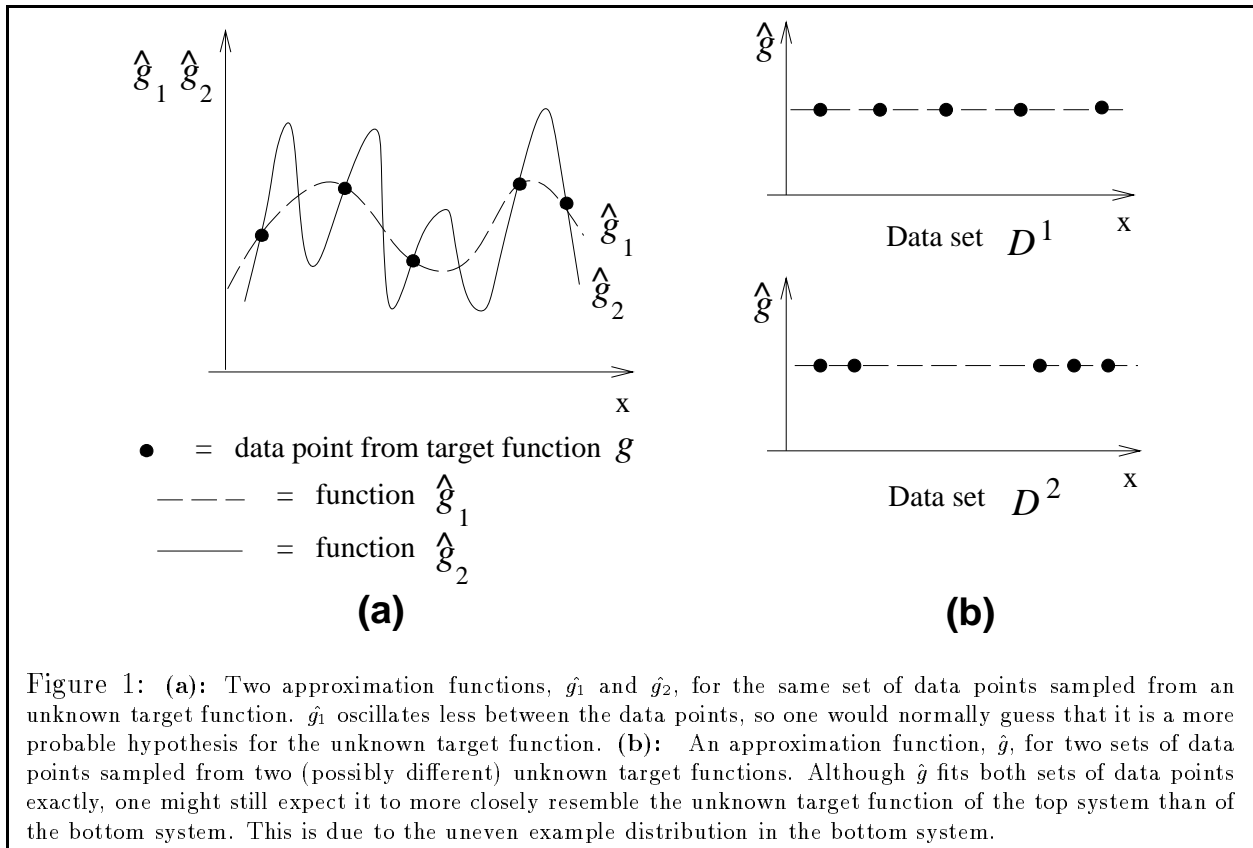 ĝ₁ ĝ₂
ĝ₁
ĝ₂
x
● = data point from target function g
— — — = function ĝ₁
——— = function ĝ₂
(a)
ĝ
x
Data set D¹
ĝ
x
Data set D²
(b)
Figure 1: (a): Two approximation functions, ĝ₁ and ĝ₂, for the same set of data points sampled from an
unknown target function. ĝ₁ oscillates less between the data points, so one would normally guess that it is a more
probable hypothesis for the unknown target function. (b): An approximation function, ĝ, for two sets of data
points sampled from two (possibly different) unknown target functions. Although ĝ fits both sets of data points
exactly, one might still expect it to more closely resemble the unknown target function of the top system than of
the bottom system. This is due to the uneven example distribution in the bottom system.